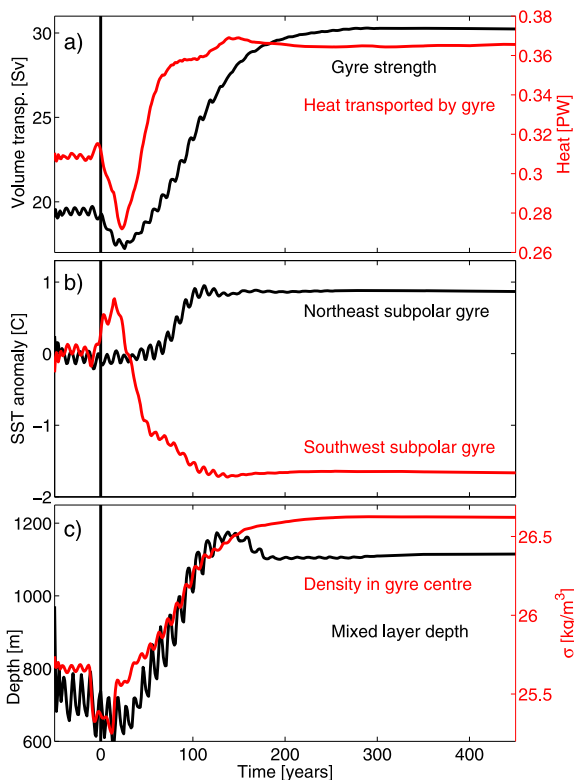 a)
Volume transp. [Sv]
30
25
20
Gyre strength
Heat transported by gyre
0.38
0.36
0.34
0.32
0.3
0.28
0.26
Heat [PW]
b)
SST anomaly [C]
1
0
−1
−2
Northeast subpolar gyre
Southwest subpolar gyre
c)
Depth [m]
1200
1000
800
600
Density in gyre centre
Mixed layer depth
26.5
26
25.5
σ [kg/m³]
0 100 200 300 400
Time [years]